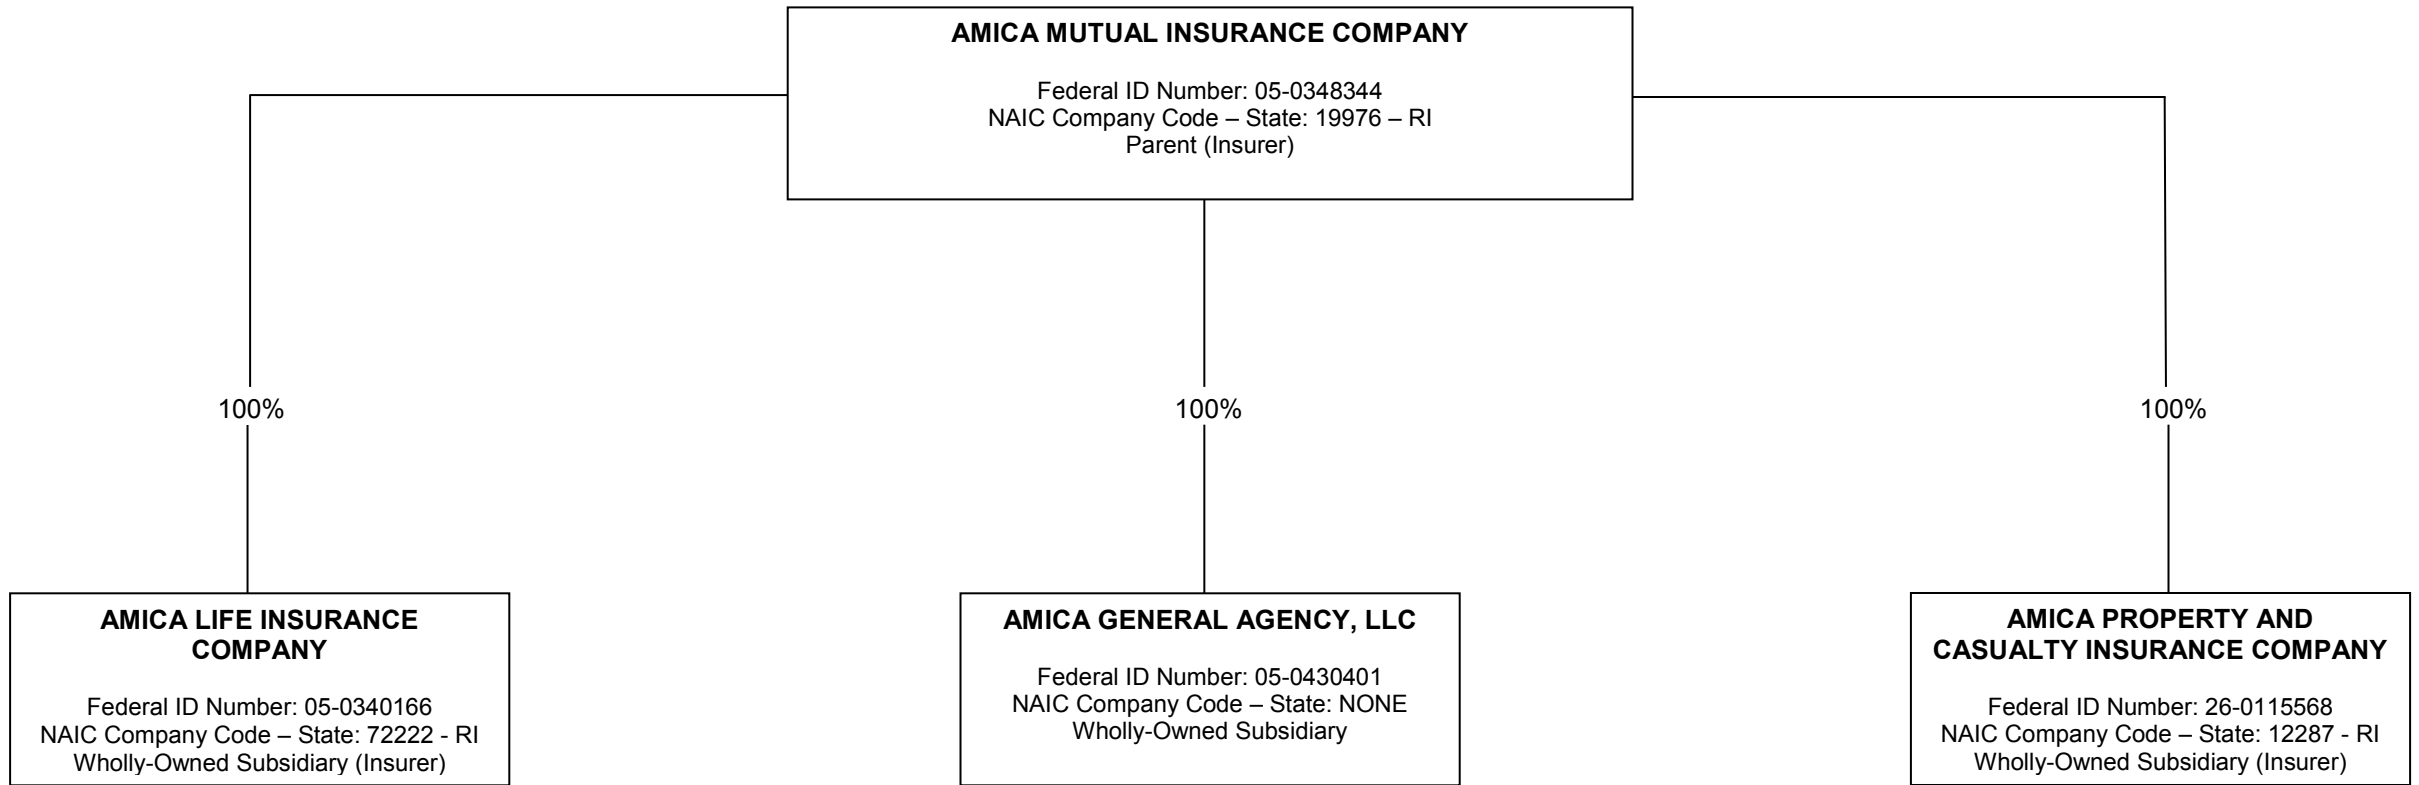 AMICA MUTUAL INSURANCE COMPANY
Federal ID Number: 05-0348344
NAIC Company Code – State: 19976 – RI
Parent (Insurer)
100%
100%
100%
AMICA LIFE INSURANCE
COMPANY
Federal ID Number: 05-0340166
NAIC Company Code – State: 72222 - RI
Wholly-Owned Subsidiary (Insurer)
AMICA GENERAL AGENCY, LLC
Federal ID Number: 05-0430401
NAIC Company Code – State: NONE
Wholly-Owned Subsidiary
AMICA PROPERTY AND
CASUALTY INSURANCE COMPANY
Federal ID Number: 26-0115568
NAIC Company Code – State: 12287 - RI
Wholly-Owned Subsidiary (Insurer)